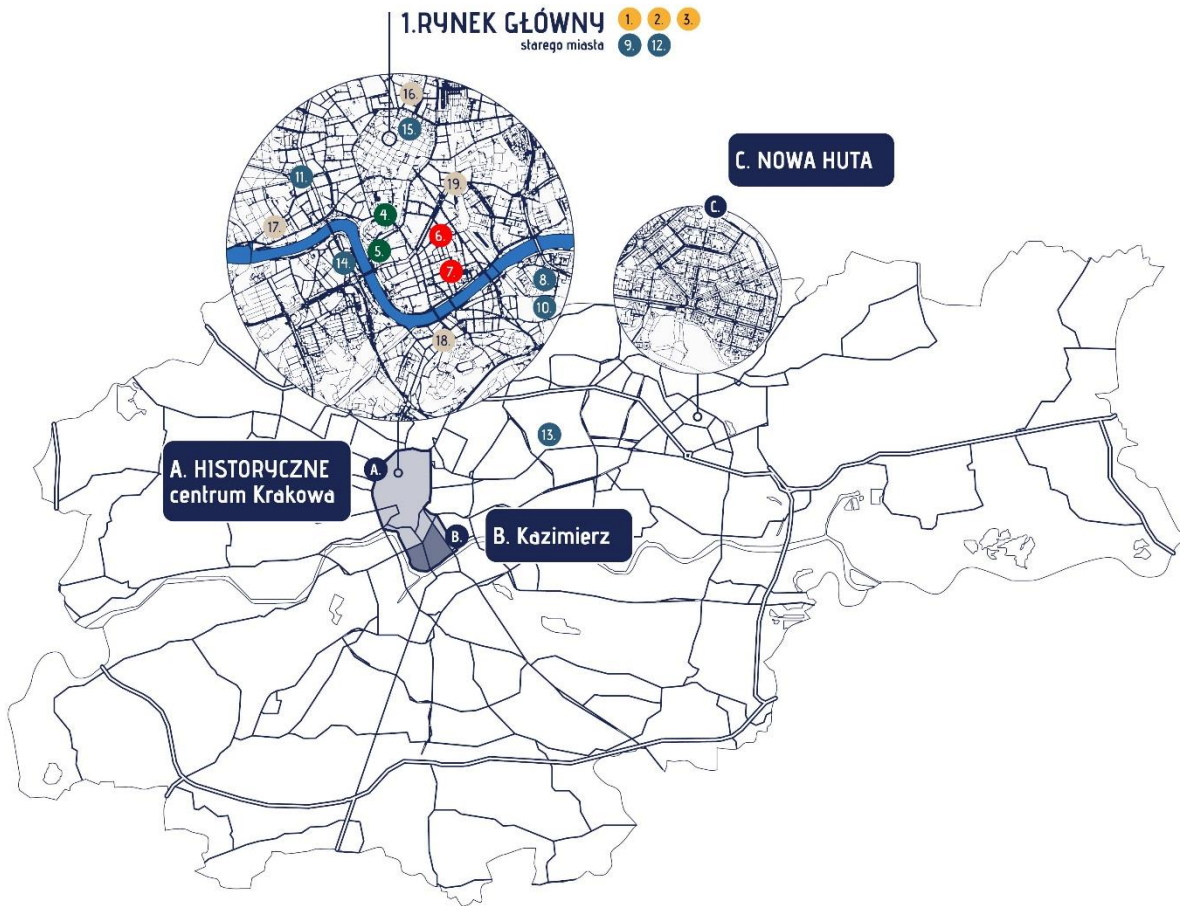 1.RYNEK GŁÓWNY
starego miasta
1. 2. 3.
9. 12.
16.
15.
11.
19.
17.
4.
6.
5.
14.
7.
8.
10.
18.
C. NOWA HUTA
C.
13.
A. HISTORYCZNE
centrum Krakowa
A.
B.
B. Kazimierz